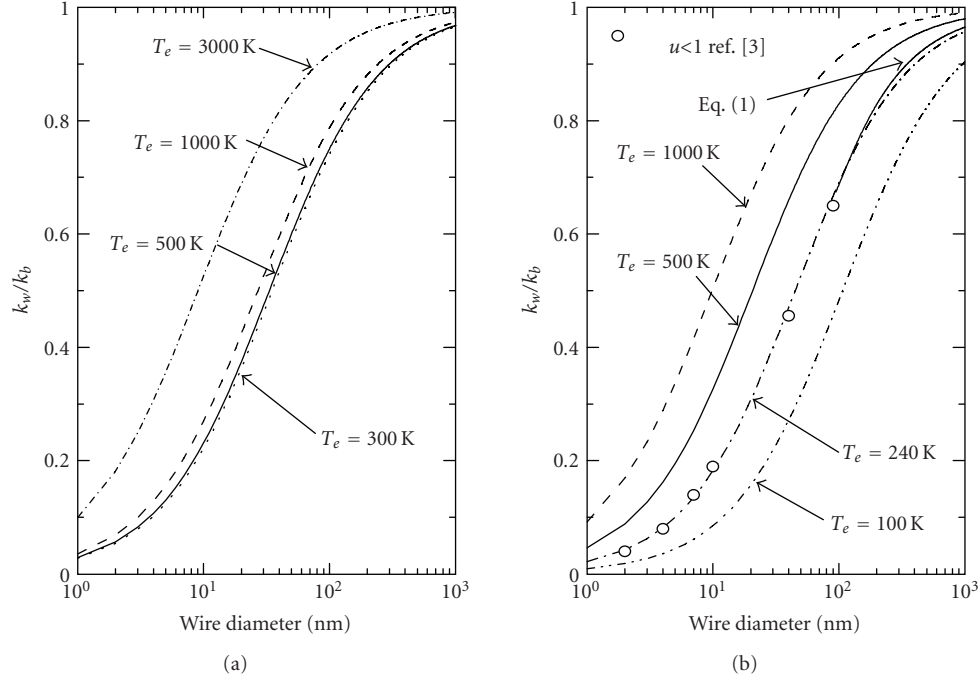 1
0.8
0.6
0.4
0.2
0
k_w/k_b
T_e = 3000 K
T_e = 1000 K
T_e = 500 K
T_e = 300 K
10^0 10^1 10^2 10^3
Wire diameter (nm)
(a)
1
0.8
0.6
0.4
0.2
0
k_w/k_b
u<1 ref. [3]
Eq. (1)
T_e = 1000 K
T_e = 500 K
T_e = 240 K
T_e = 100 K
10^0 10^1 10^2 10^3
Wire diameter (nm)
(b)